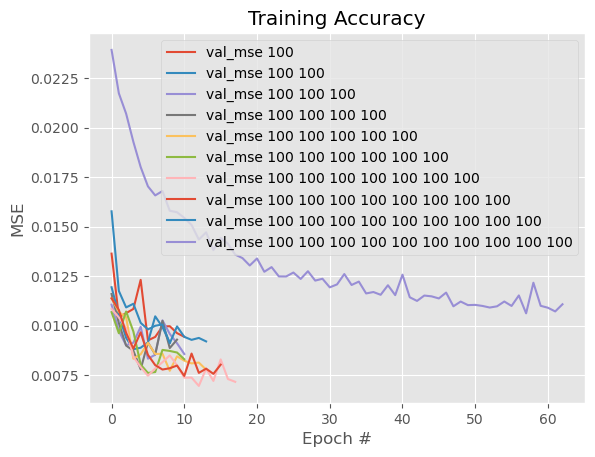 Training Accuracy
val_mse 100
val_mse 100 100
val_mse 100 100 100
val_mse 100 100 100 100
val_mse 100 100 100 100 100
val_mse 100 100 100 100 100 100
val_mse 100 100 100 100 100 100 100
val_mse 100 100 100 100 100 100 100 100
val_mse 100 100 100 100 100 100 100 100 100
val_mse 100 100 100 100 100 100 100 100 100 100
MSE
0.0225
0.0200
0.0175
0.0150
0.0125
0.0100
0.0075
0 10 20 30 40 50 60
Epoch #